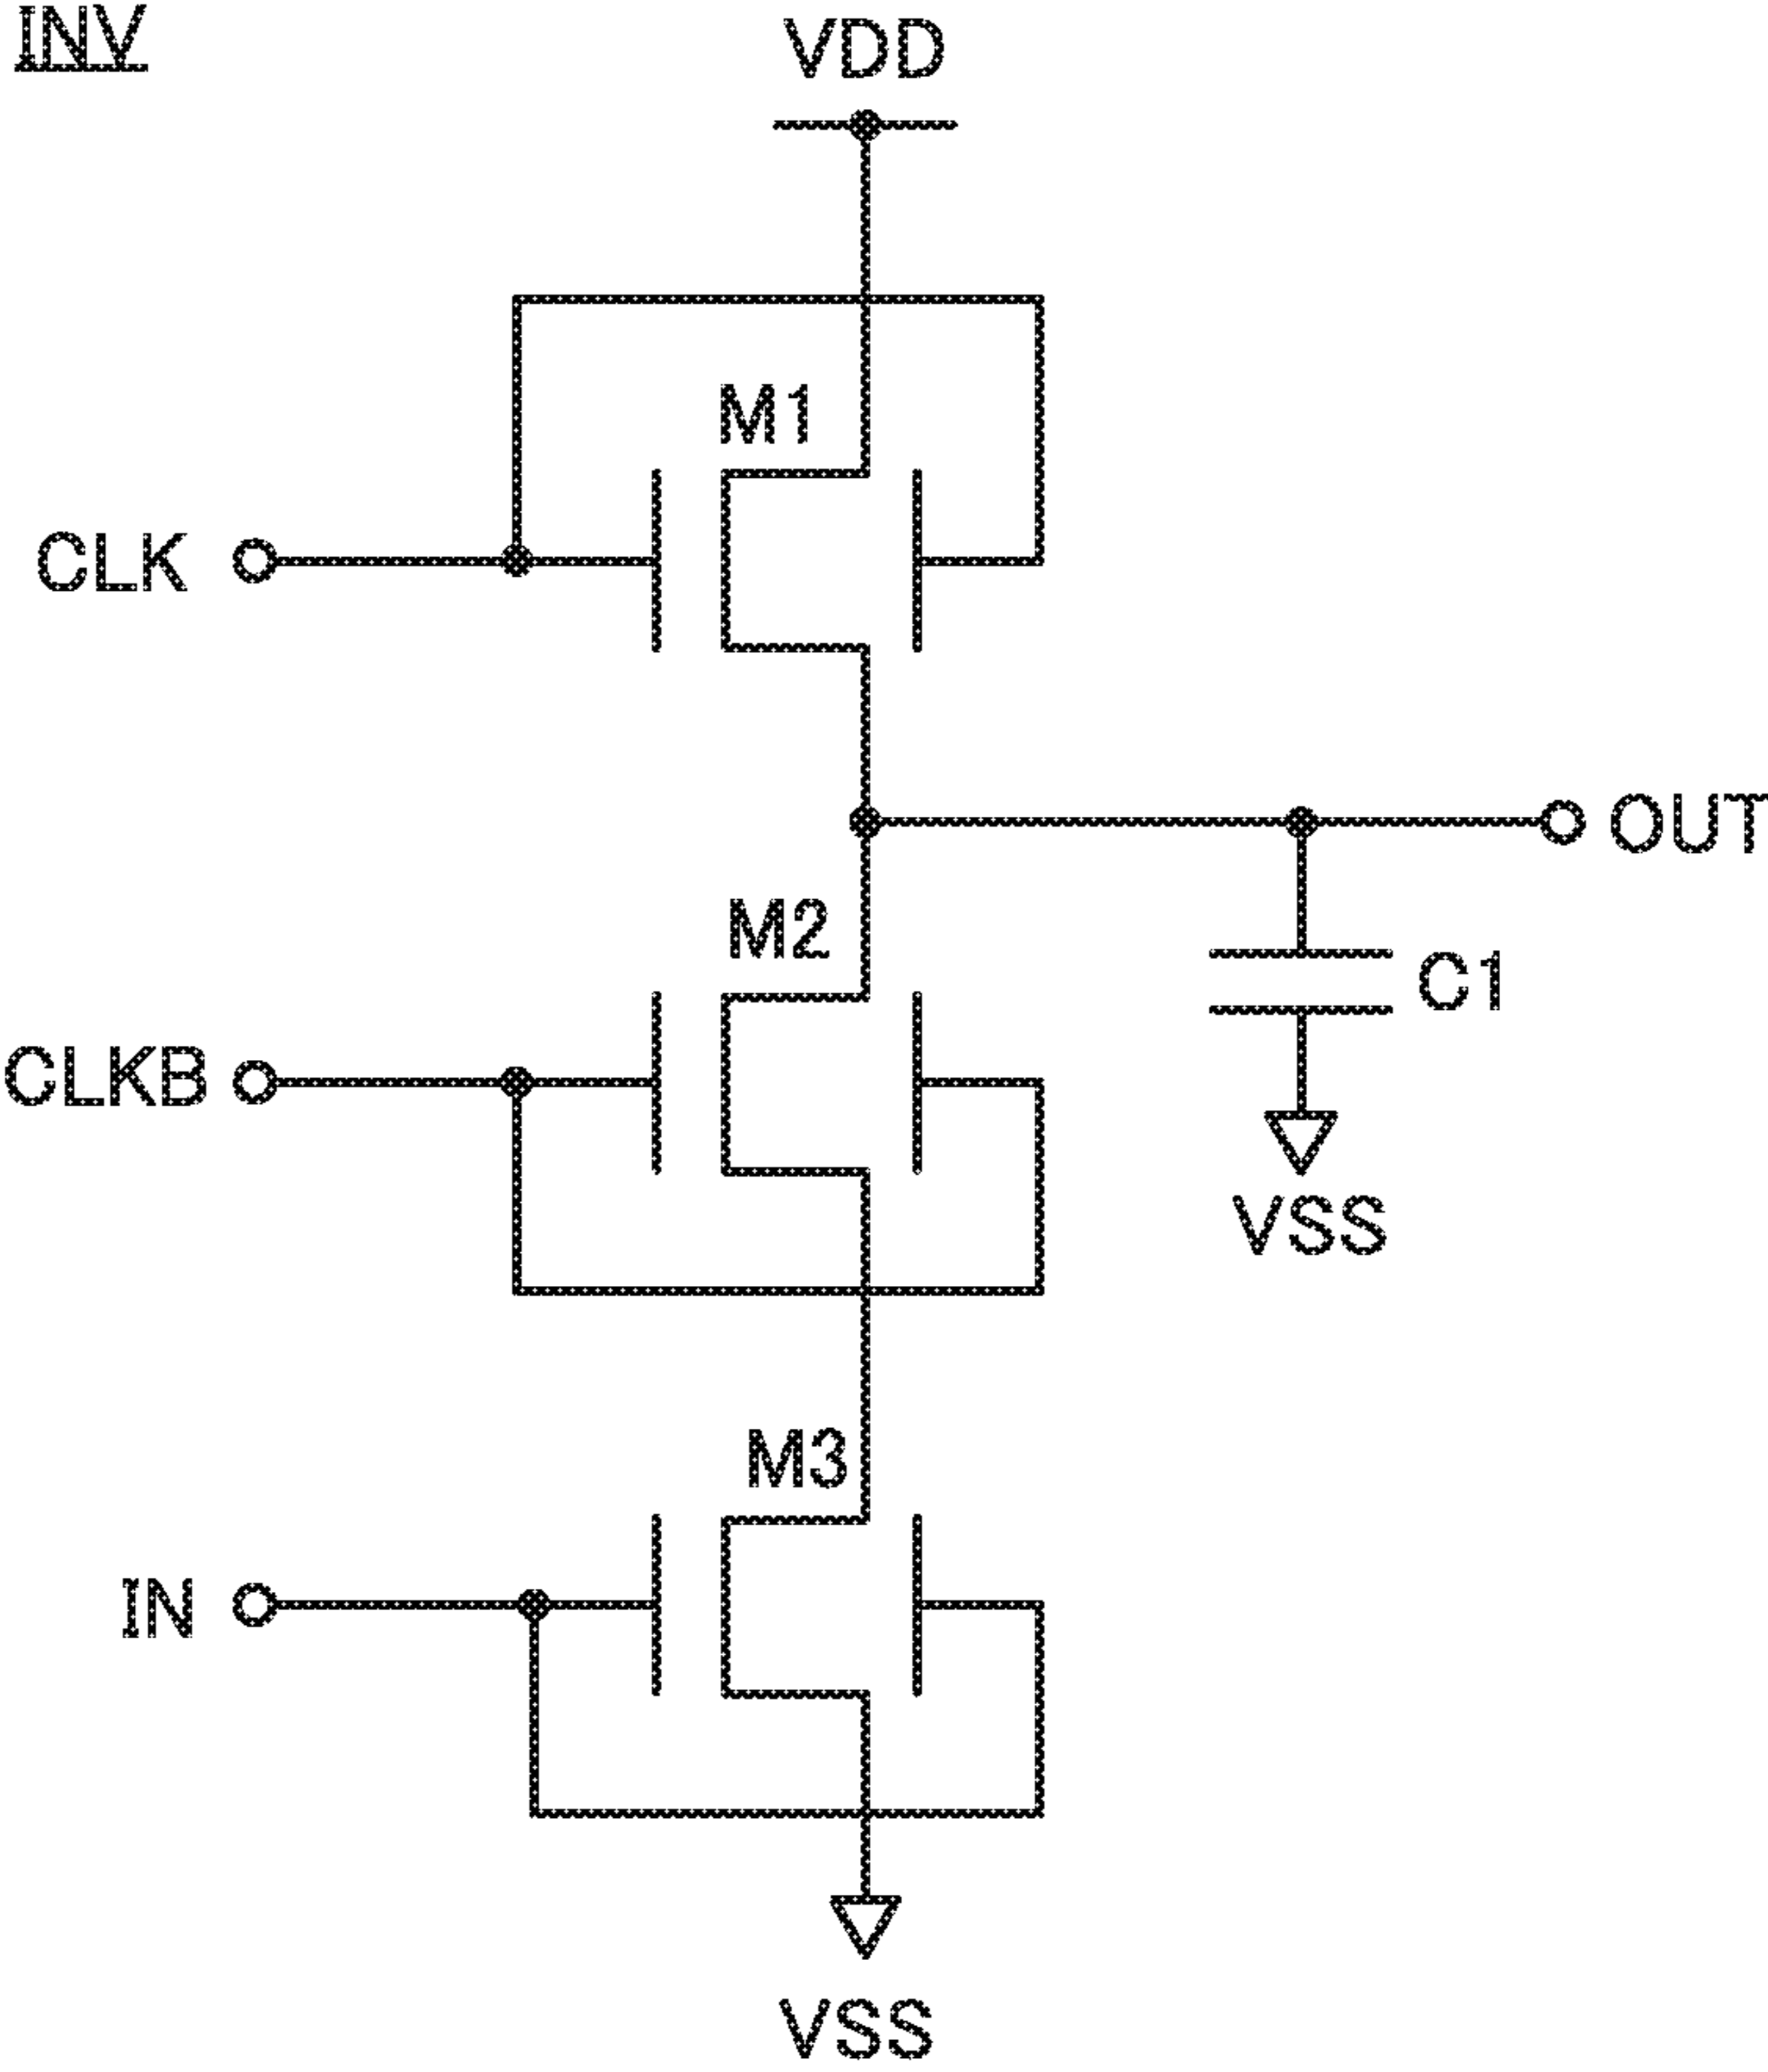 INV
VDD
M1
CLK
OUT
M2
C1
CLKB
VSS
M3
IN
VSS